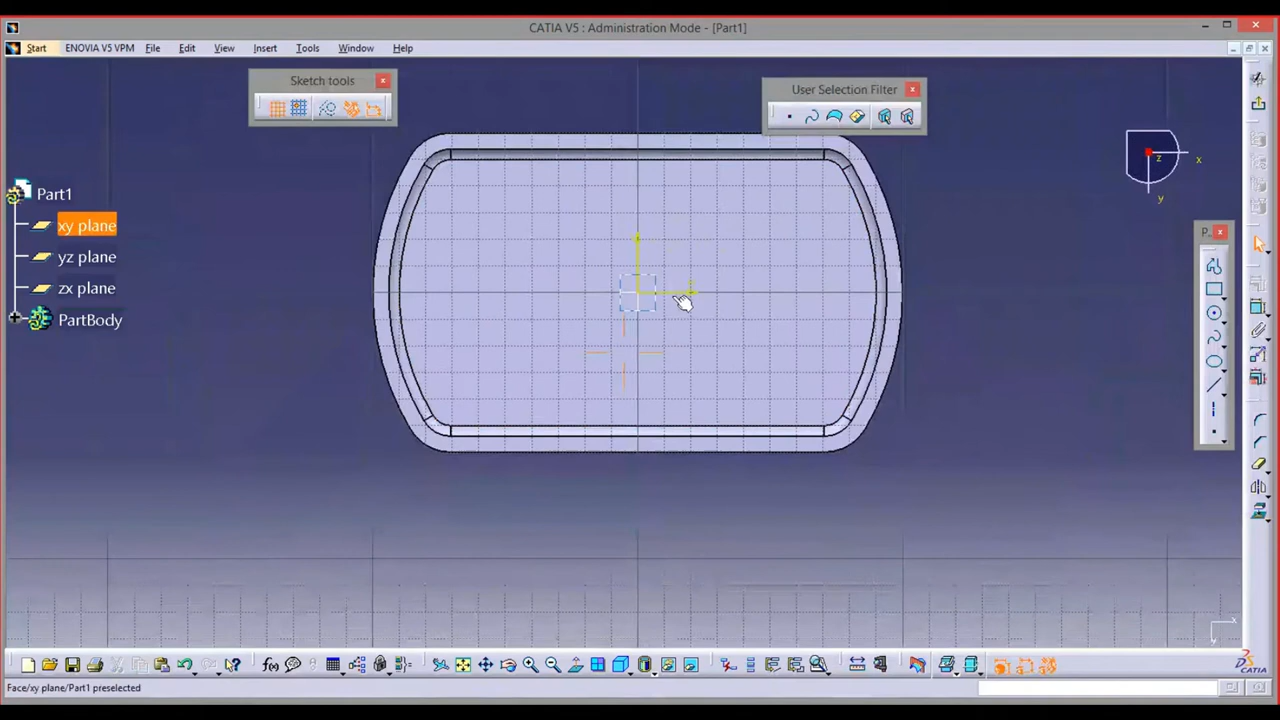 CATIA V5 : Administration Mode - [Part1]
Start ENOVIA V5 VPM File Edit View Insert Tools Window Help
Sketch tools
User Selection Filter
x
z
y
Part1
xy plane
yz plane
zx plane
PartBody
P..
f(x)
CATIA
Face/xy plane/Part1 preselected